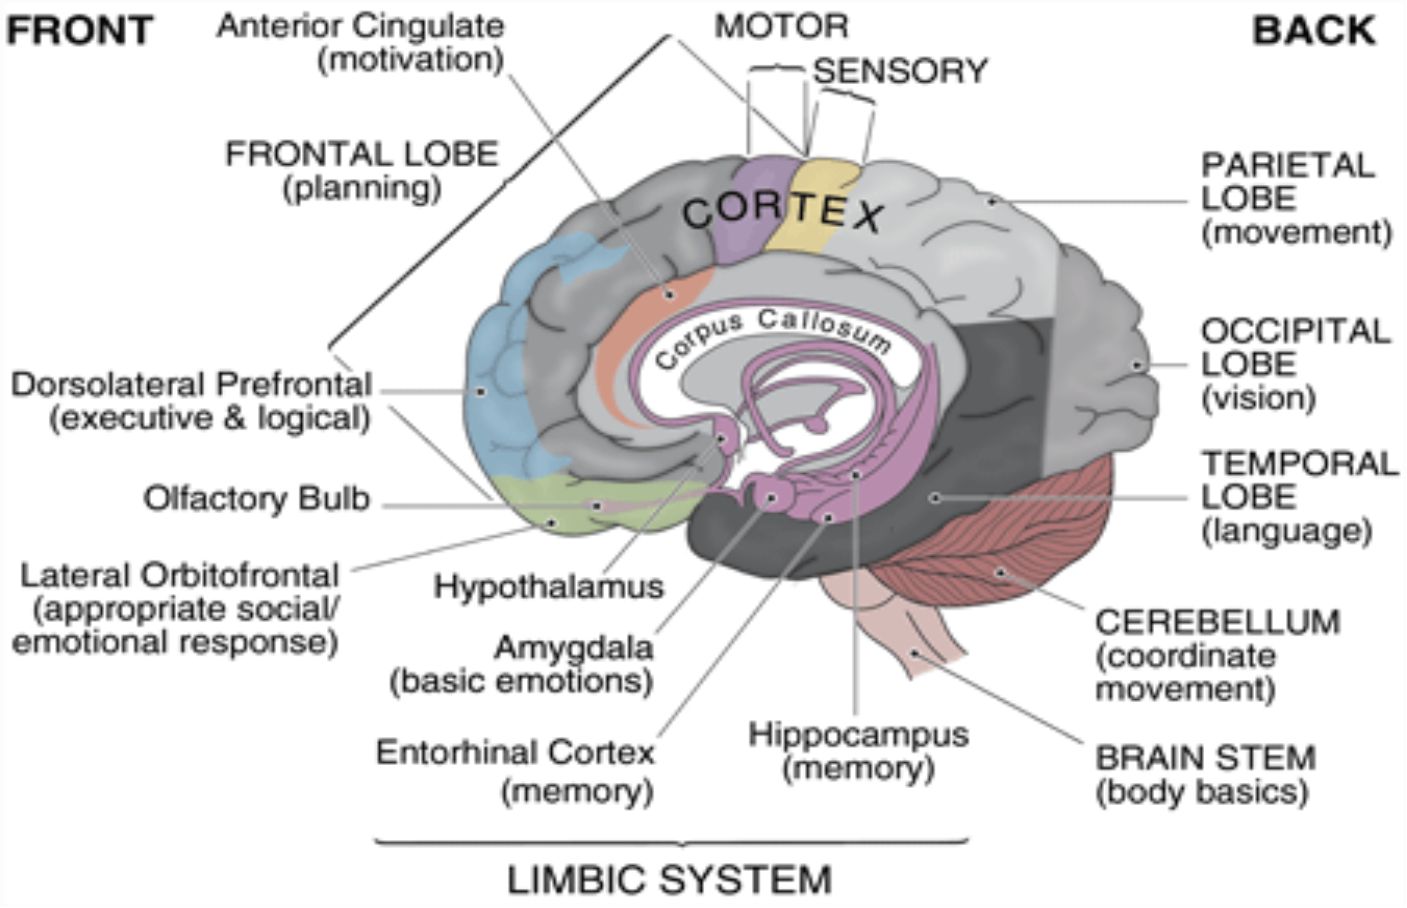 FRONT
Anterior Cingulate
(motivation)
MOTOR
SENSORY
BACK
FRONTAL LOBE
(planning)
CORTEX
PARIETAL
LOBE
(movement)
Corpus Callosum
OCCIPITAL
LOBE
(vision)
Dorsolateral Prefrontal
(executive & logical)
TEMPORAL
LOBE
(language)
Olfactory Bulb
Lateral Orbitofrontal
(appropriate social/
emotional response)
Hypothalamus
Amygdala
(basic emotions)
Entorhinal Cortex
(memory)
Hippocampus
(memory)
CEREBELLUM
(coordinate
movement)
BRAIN STEM
(body basics)
LIMBIC SYSTEM